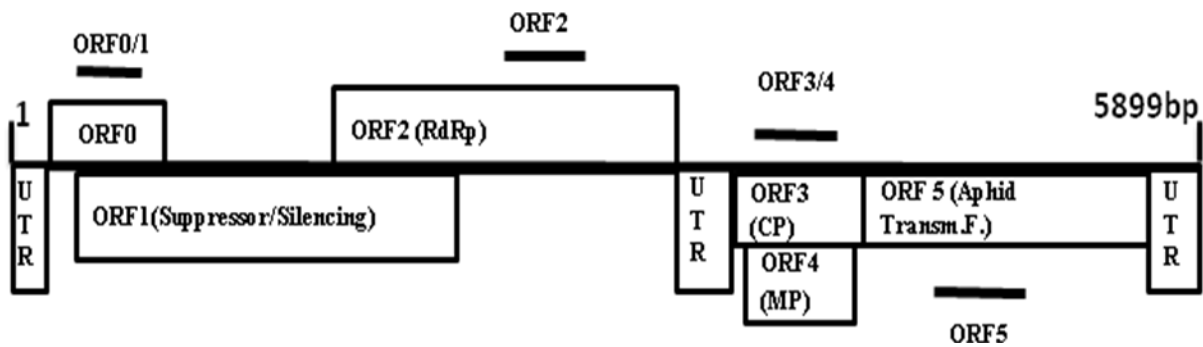 ORF0/1
ORF2
ORF3/4
1
5899bp
ORF0
ORF2 (RdRp)
U
T
R
ORF1(Suppressor/Silencing)
U
T
R
ORF3
(CP)
ORF 5 (Aphid
Transm.F.)
U
T
R
ORF4
(MP)
ORF5